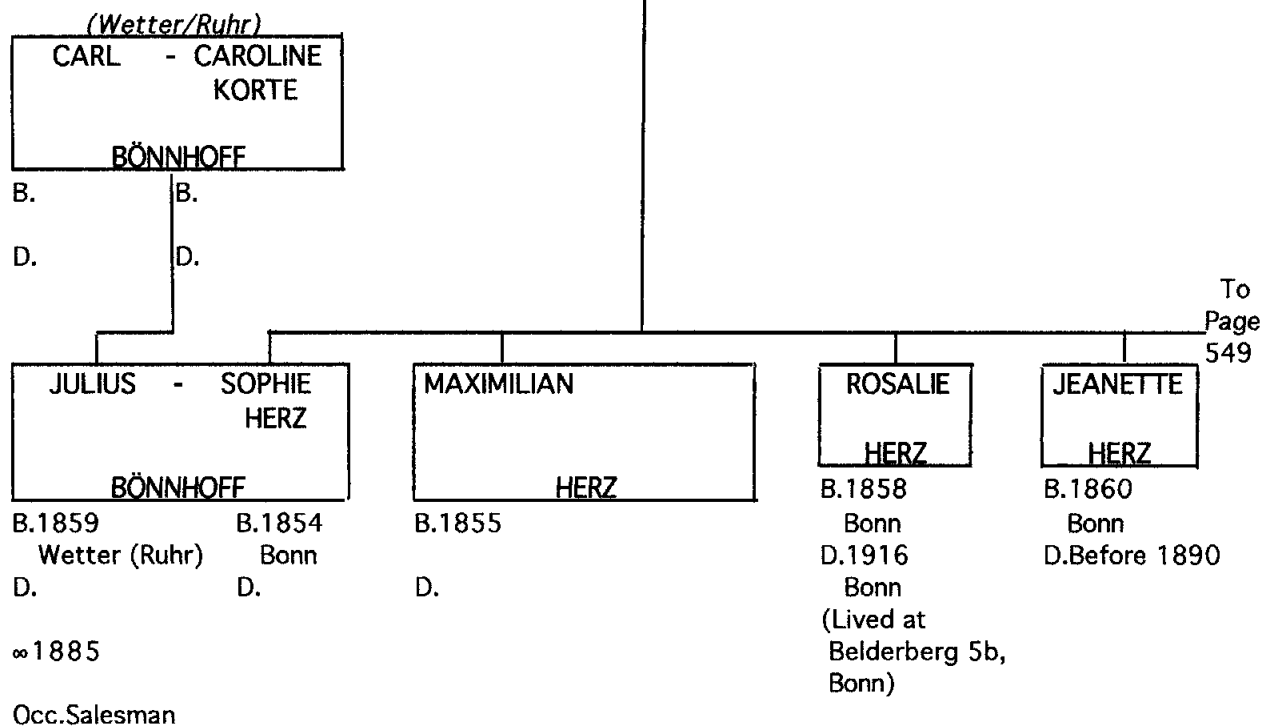 (Wetter/Ruhr)
CARL - CAROLINE
KORTE
BÖNNHOFF
B. B.
D. D.
To
Page
549
JULIUS - SOPHIE
HERZ
BÖNNHOFF
B.1859 B.1854
Wetter (Ruhr) Bonn
D. D.
∞1885
Occ.Salesman
MAXIMILIAN
HERZ
B.1855
D.
ROSALIE
HERZ
B.1858
Bonn
D.1916
Bonn
(Lived at
Belderberg 5b,
Bonn)
JEANETTE
HERZ
B.1860
Bonn
D.Before 1890